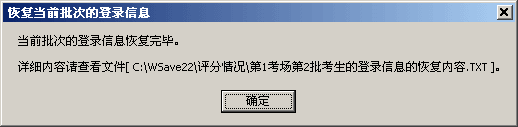 恢复当前批次的登录信息
当前批次的登录信息恢复完毕。
详细内容请查看文件[ C:\WSave22\评分情况\第1考场第2批考生的登录信息的恢复内容.TXT ]。
确定